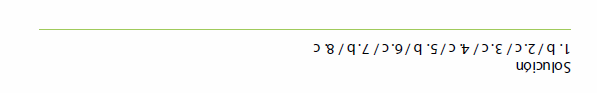 Solución
1. b / 2. c / 3. c / 4. c / 5. b / 6. c / 7. b / 8. c